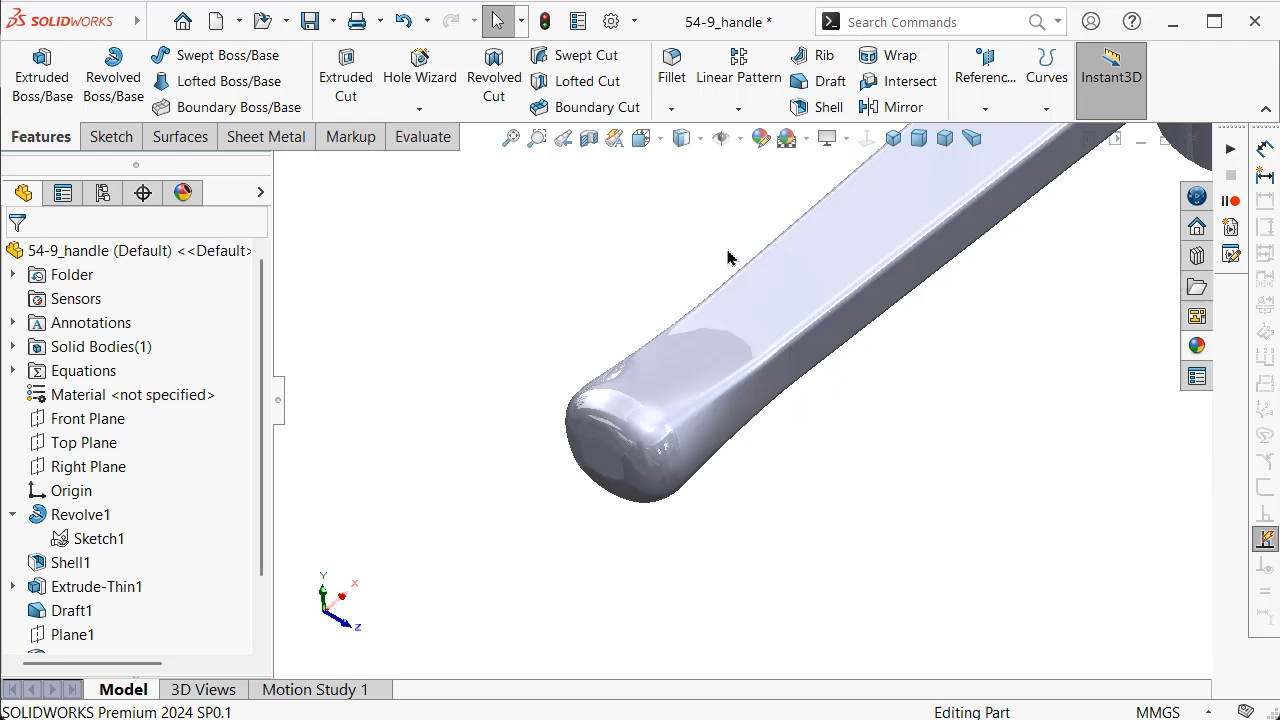 SOLIDWORKS
54-9_handle *
Search Commands
Extruded Boss/Base
Revolved Boss/Base
Swept Boss/Base
Lofted Boss/Base
Boundary Boss/Base
Extruded Cut
Hole Wizard
Revolved Cut
Swept Cut
Lofted Cut
Boundary Cut
Fillet
Linear Pattern
Rib
Draft
Shell
Wrap
Intersect
Mirror
Referenc...
Curves
Instant3D
Features
Sketch
Surfaces
Sheet Metal
Markup
Evaluate
54-9_handle (Default) <<Default>
Folder
Sensors
Annotations
Solid Bodies(1)
Equations
Material <not specified>
Front Plane
Top Plane
Right Plane
Origin
Revolve1
Sketch1
Shell1
Extrude-Thin1
Draft1
Plane1
Y
X
Z
Model
3D Views
Motion Study 1
SOLIDWORKS Premium 2024 SP0.1
Editing Part
MMGS